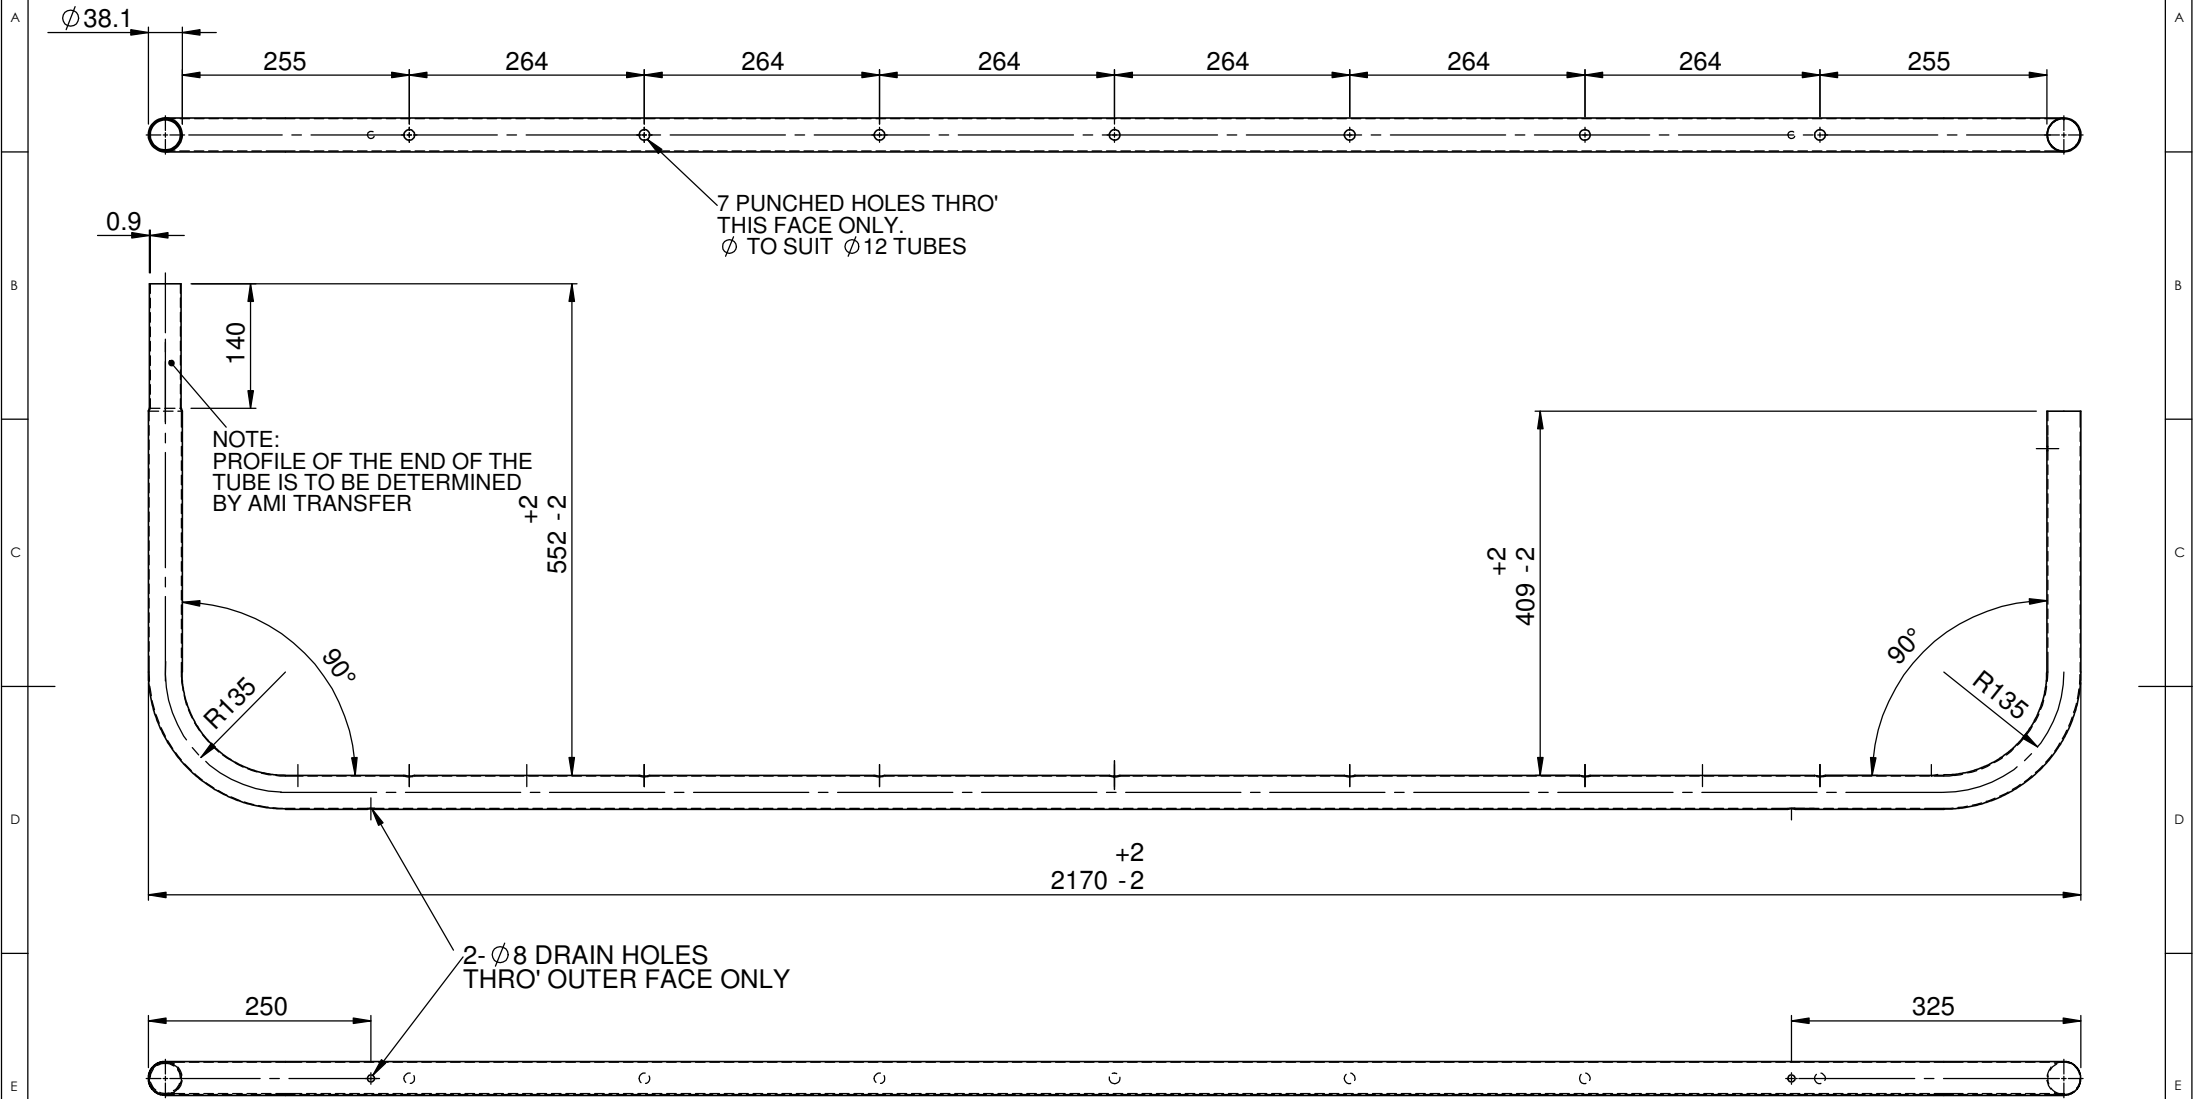 A
A
Ø38.1
255 264 264 264 264 264 264 255
7 PUNCHED HOLES THRO'
THIS FACE ONLY.
Ø TO SUIT Ø12 TUBES
0.9
B
B
140
NOTE:
PROFILE OF THE END OF THE
TUBE IS TO BE DETERMINED
BY AMI TRANSFER
+2
552 -2
+2
409 -2
C
C
90°
90°
R135
R135
D
D
+2
2170 -2
2-Ø8 DRAIN HOLES
THRO' OUTER FACE ONLY
250
325
E
E